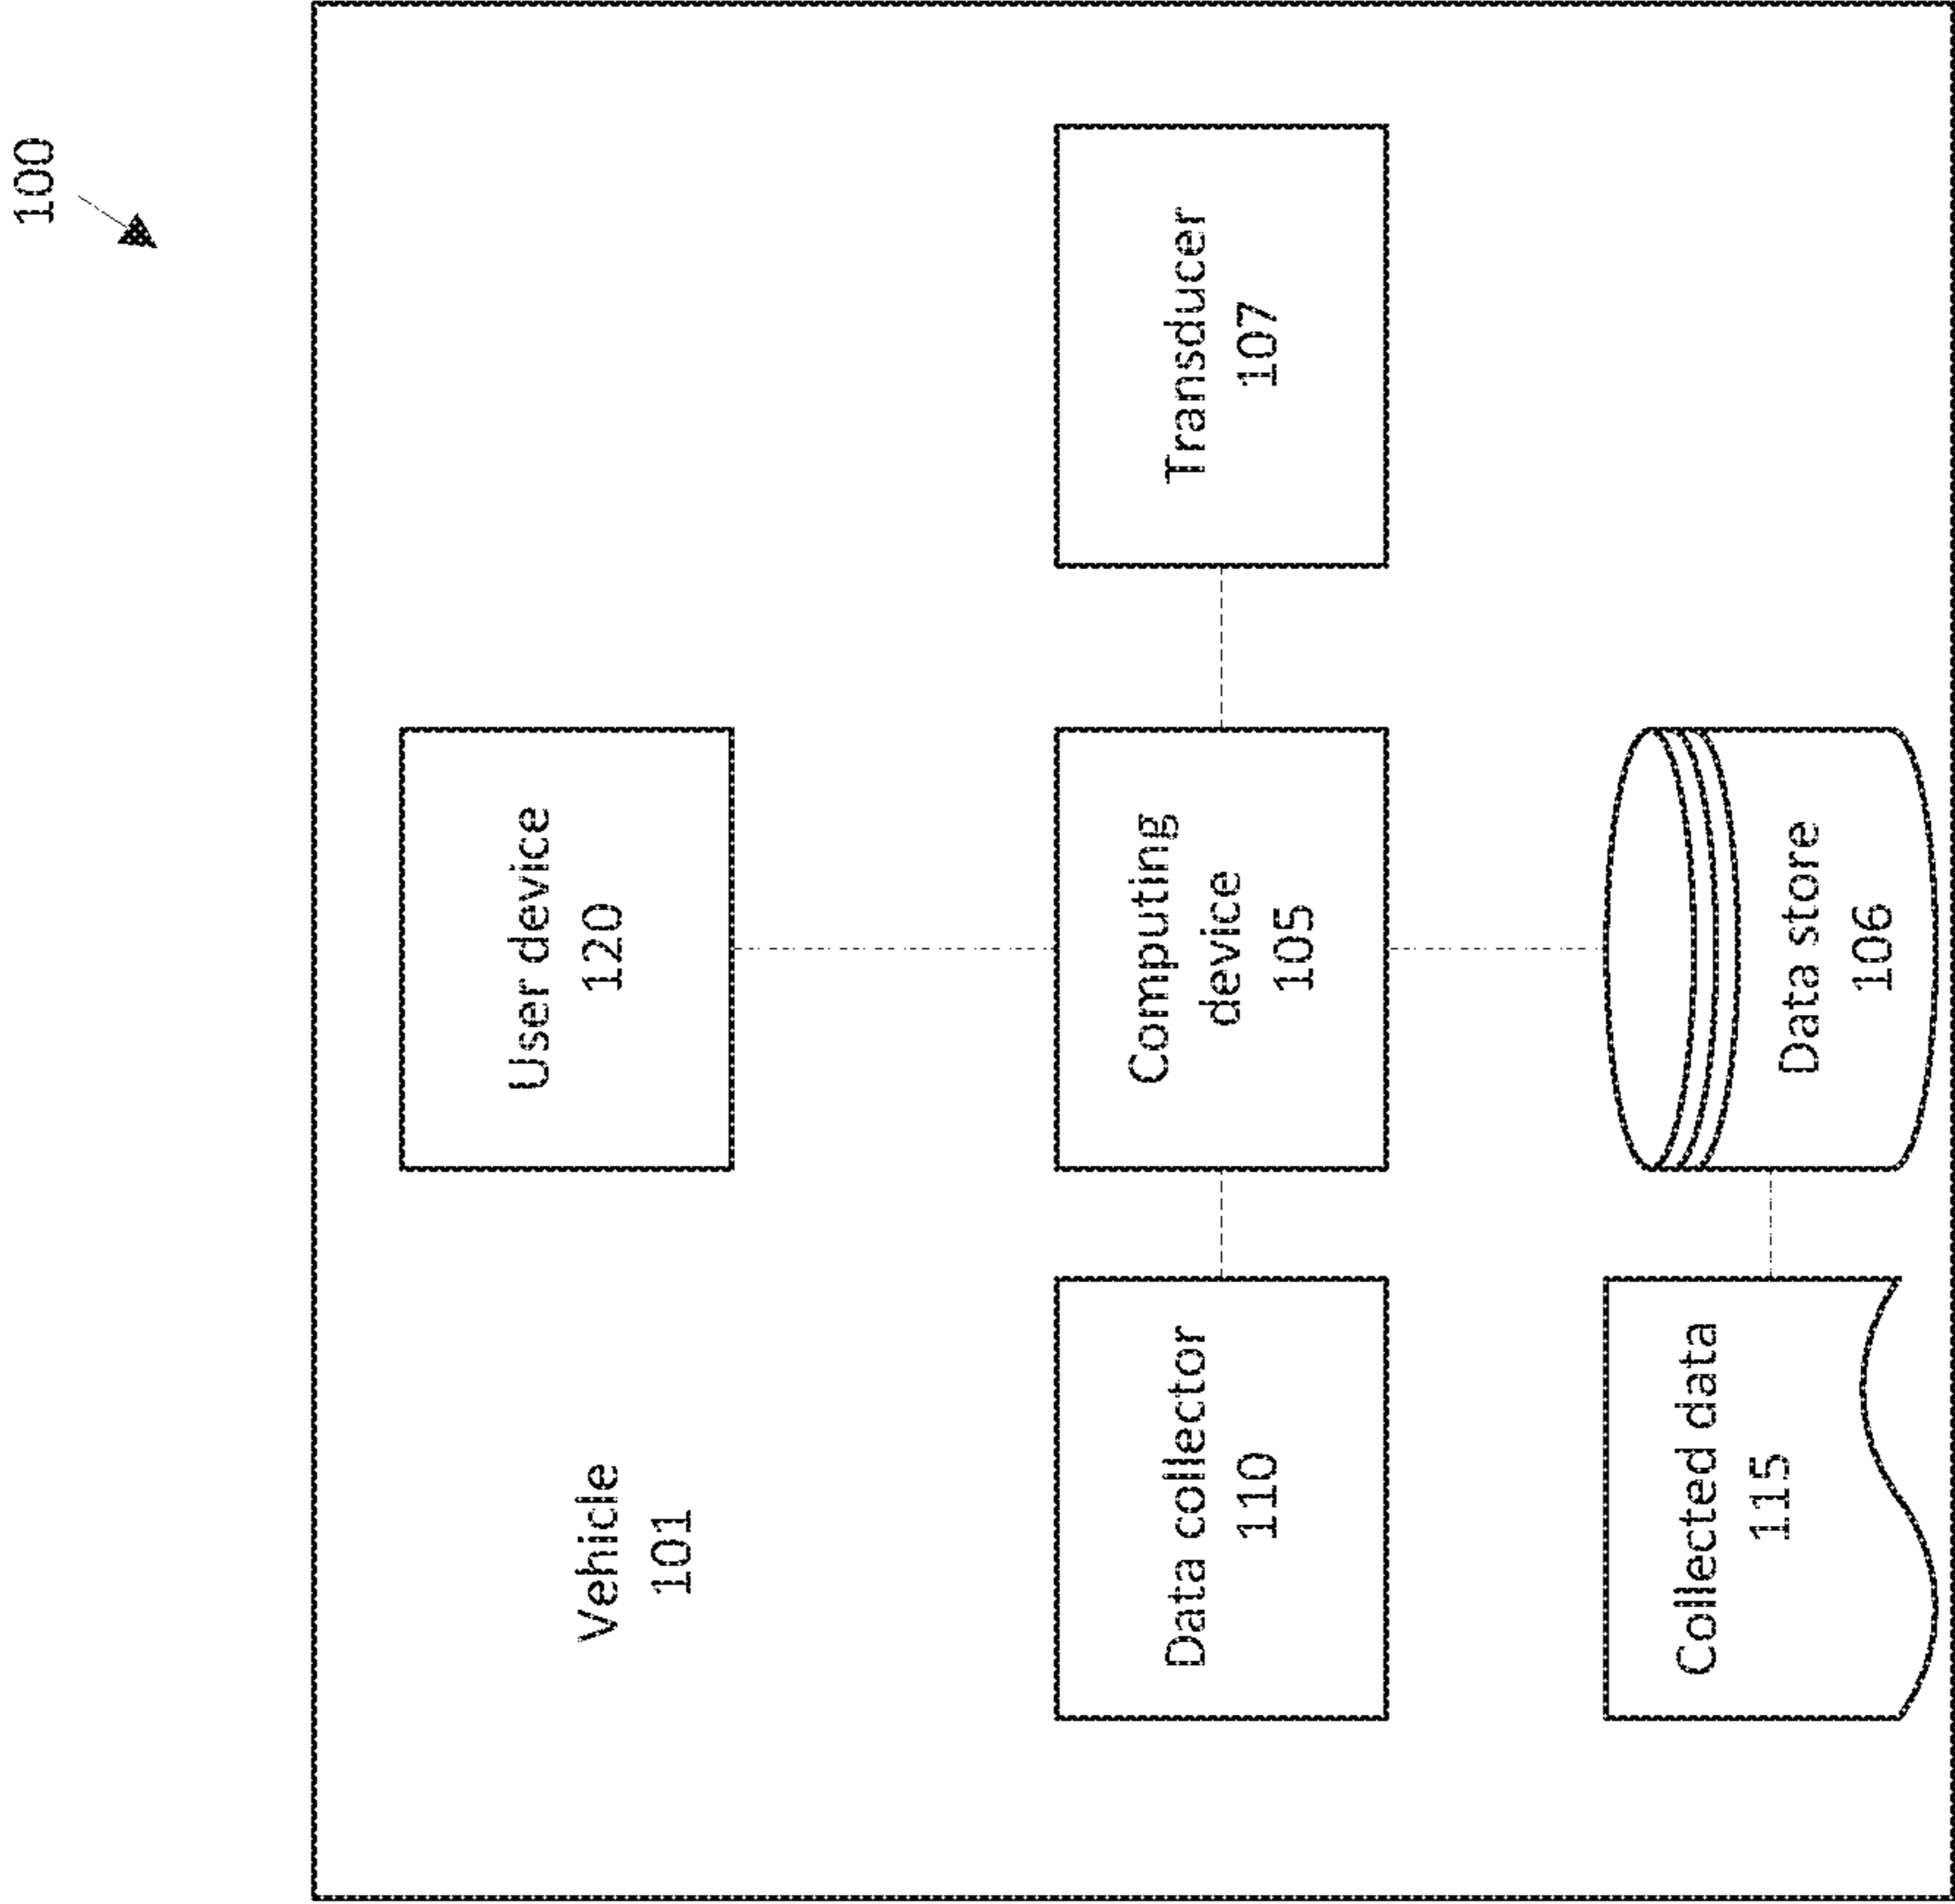 100
Vehicle
101
User device
120
Data collector
110
Computing
device
105
Transducer
107
Collected data
115
Data store
106